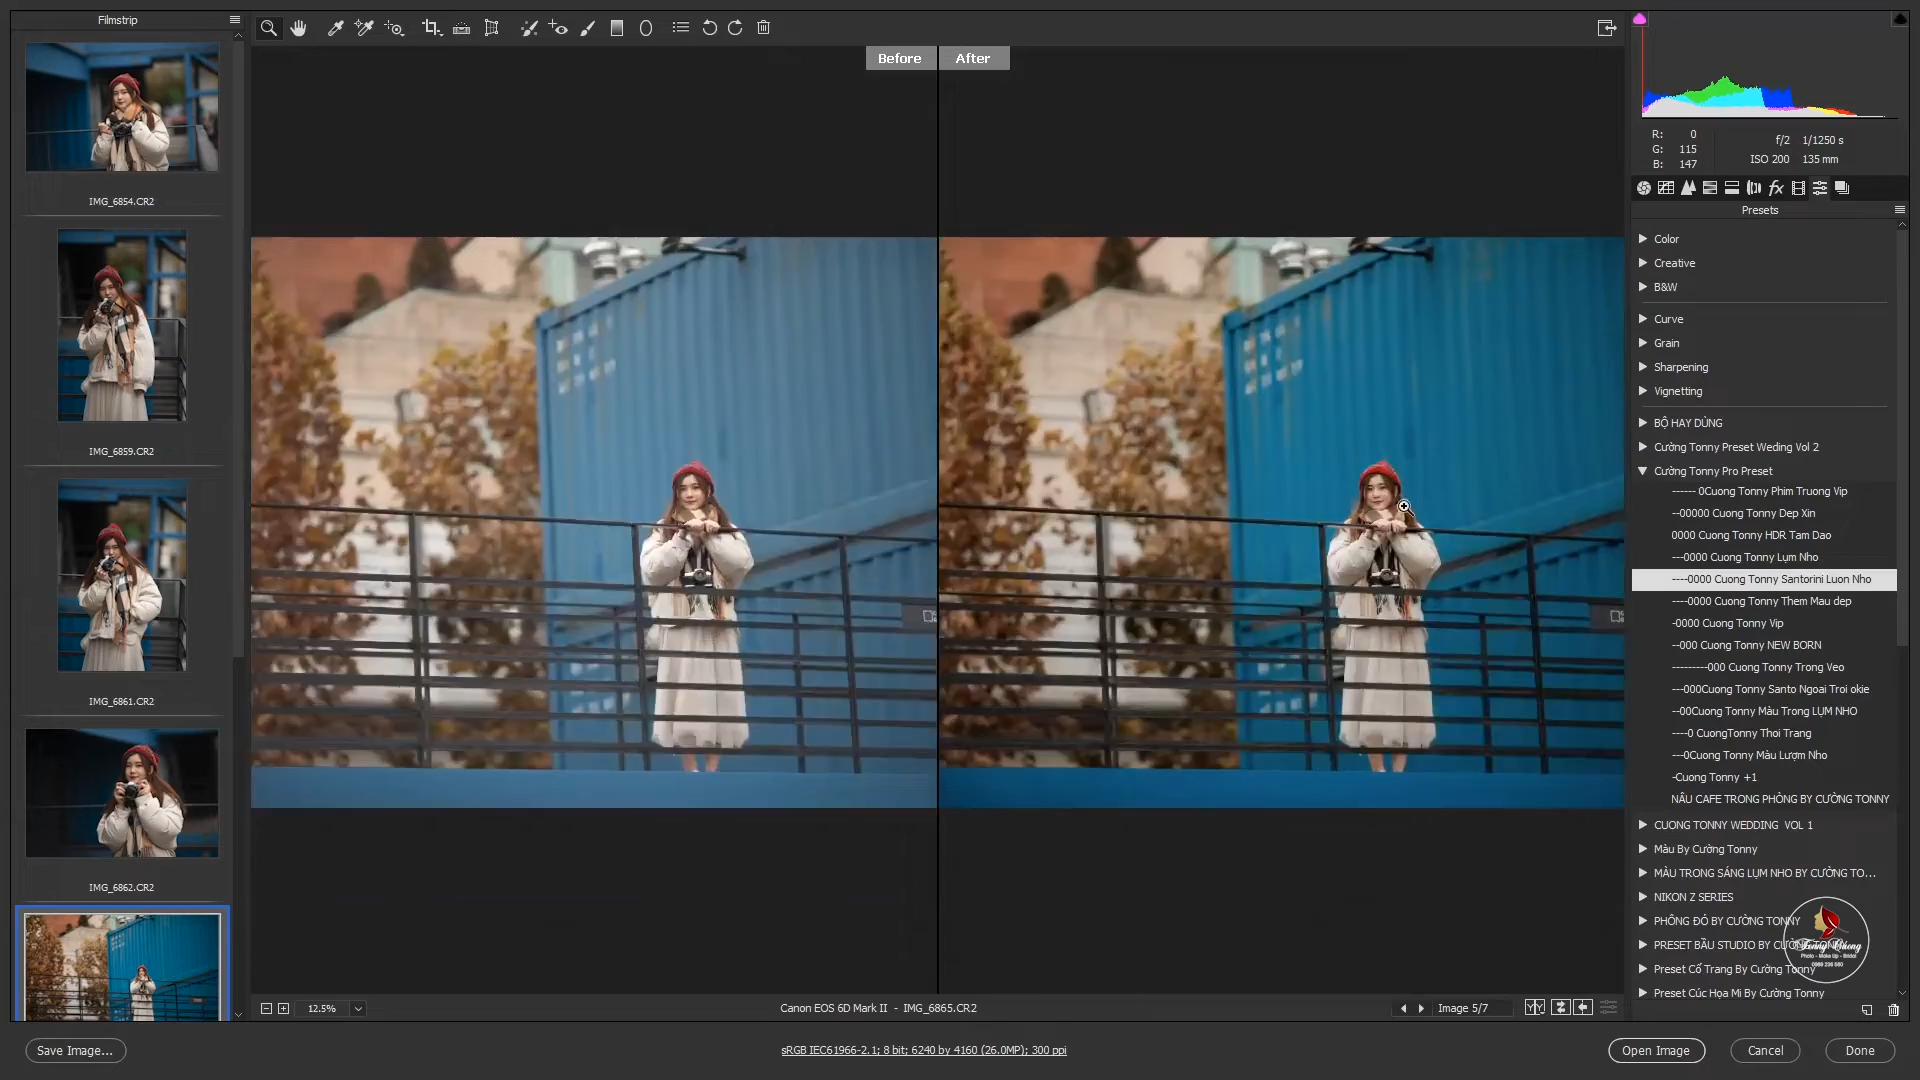 Filmstrip
IMG_6854.CR2
IMG_6859.CR2
IMG_6861.CR2
IMG_6862.CR2
Before
After
R: 0
G: 115
B: 147
f/2 1/1250 s
ISO 200 135 mm
Presets
Color
Creative
B&W
Curve
Grain
Sharpening
Vignetting
BỘ HAY DÙNG
Cường Tonny Preset Weding Vol 2
Cường Tonny Pro Preset
------ 0Cuong Tonny Phim Truong Vip
--00000 Cuong Tonny Dep Xin
0000 Cuong Tonny HDR Tam Dao
---0000 Cuong Tonny Lụm Nho
----0000 Cuong Tonny Santorini Luon Nho
----0000 Cuong Tonny Them Mau dep
-0000 Cuong Tonny Vip
--000 Cuong Tonny NEW BORN
---------000 Cuong Tonny Trong Veo
---000Cuong Tonny Santo Ngoai Troi okie
--00Cuong Tonny Màu Trong LỤM NHO
----0 CuongTonny Thoi Trang
---0Cuong Tonny Màu Lượm Nho
-Cuong Tonny +1
NÂU CAFE TRONG PHÒNG BY CƯỜNG TONNY
CUONG TONNY WEDDING VOL 1
Màu By Cường Tonny
MÀU TRONG SÁNG LỤM NHO BY CƯỜNG TO...
NIKON Z SERIES
PHÔNG ĐỎ BY CƯỜNG TONNY
PRESET BẦU STUDIO BY CƯỜNG TONNY
Preset Cổ Trang By Cường Tonny
Preset Cúc Họa Mi By Cường Tonny
Tonny Cuong
Photo - Make Up - Bridal
12.5%
Canon EOS 6D Mark II - IMG_6865.CR2
Image 5/7
Save Image...
sRGB IEC61966-2.1; 8 bit; 6240 by 4160 (26.0MP); 300 ppi
Open Image
Cancel
Done